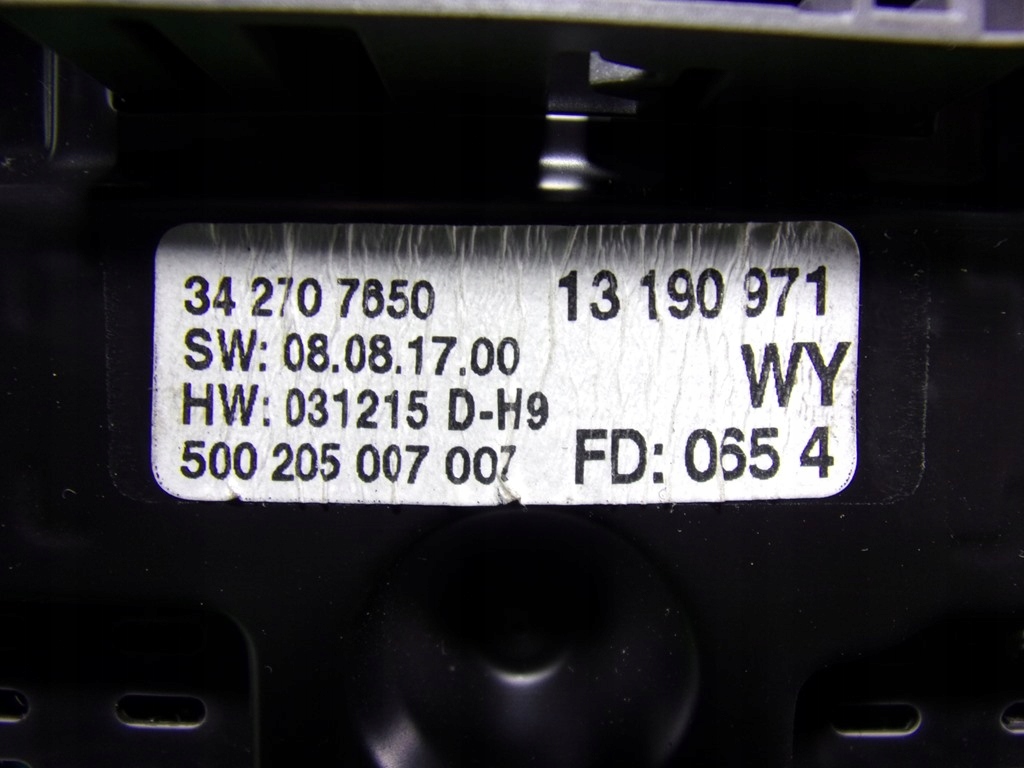 34 270 7650
SW: 08.08.17.00
HW: 031215 D-H9
500 205 007 007
13 190 971
WY
FD: 065 4